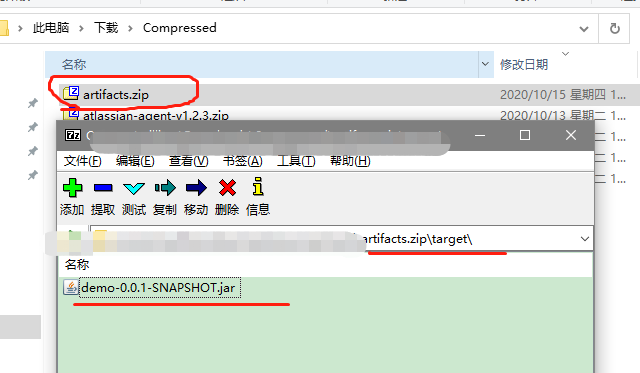 此电脑 › 下载 › Compressed
名称
修改日期
artifacts.zip
2020/10/15 星期四 1...
atlassian-agent-v1.2.3.zip
2020/10/13 星期二 1...
7z
文件(F) 编辑(E) 查看(V) 书签(A) 工具(T) 帮助(H)
添加 提取 测试 复制 移动 删除 信息
artifacts.zip\target\
名称
demo-0.0.1-SNAPSHOT.jar